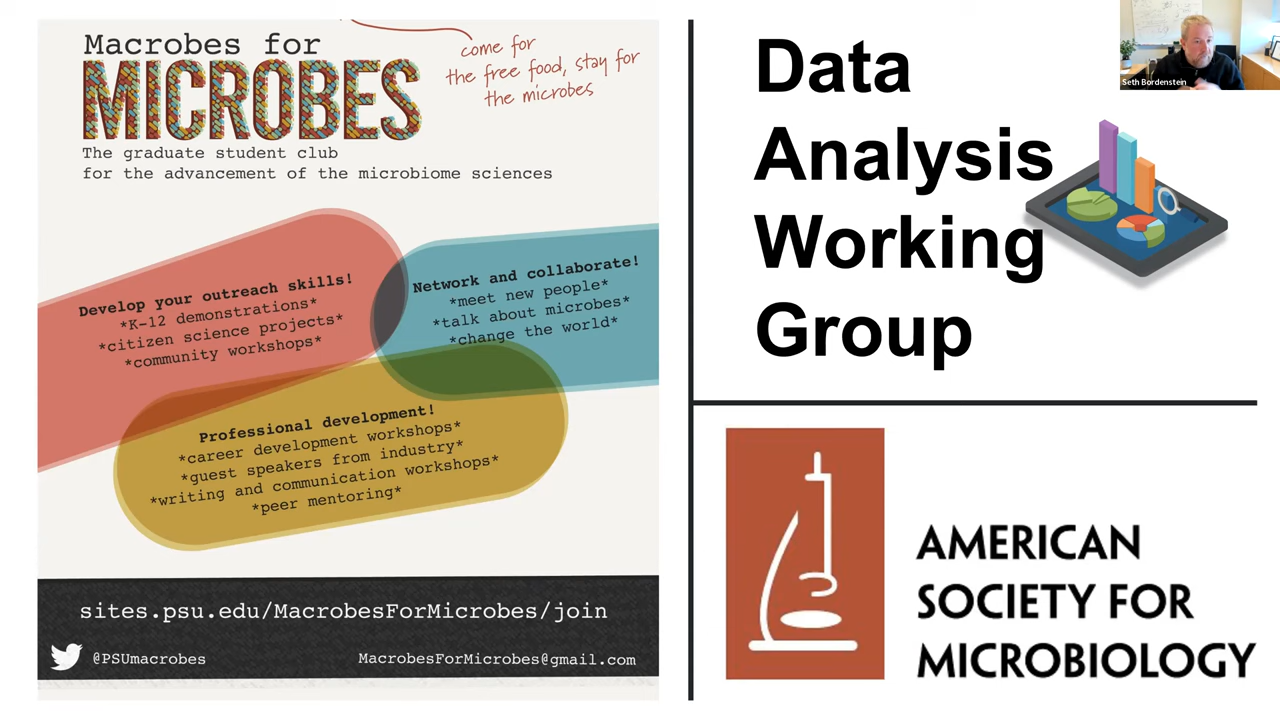 Macrobes for
MICROBES
come for
the free food, stay for
the microbes
The graduate student club
for the advancement of the microbiome sciences
Develop your outreach skills!
*K-12 demonstrations*
*citizen science projects*
*community workshops*
Network and collaborate!
*meet new people*
*talk about microbes*
*change the world*
Professional development!
*career development workshops*
*guest speakers from industry*
*writing and communication workshops*
*peer mentoring*
sites.psu.edu/MacrobesForMicrobes/join
@PSUmacrobes
MacrobesForMicrobes@gmail.com
Data
Analysis
Working
Group
AMERICAN
SOCIETY FOR
MICROBIOLOGY
Seth Bordenstein